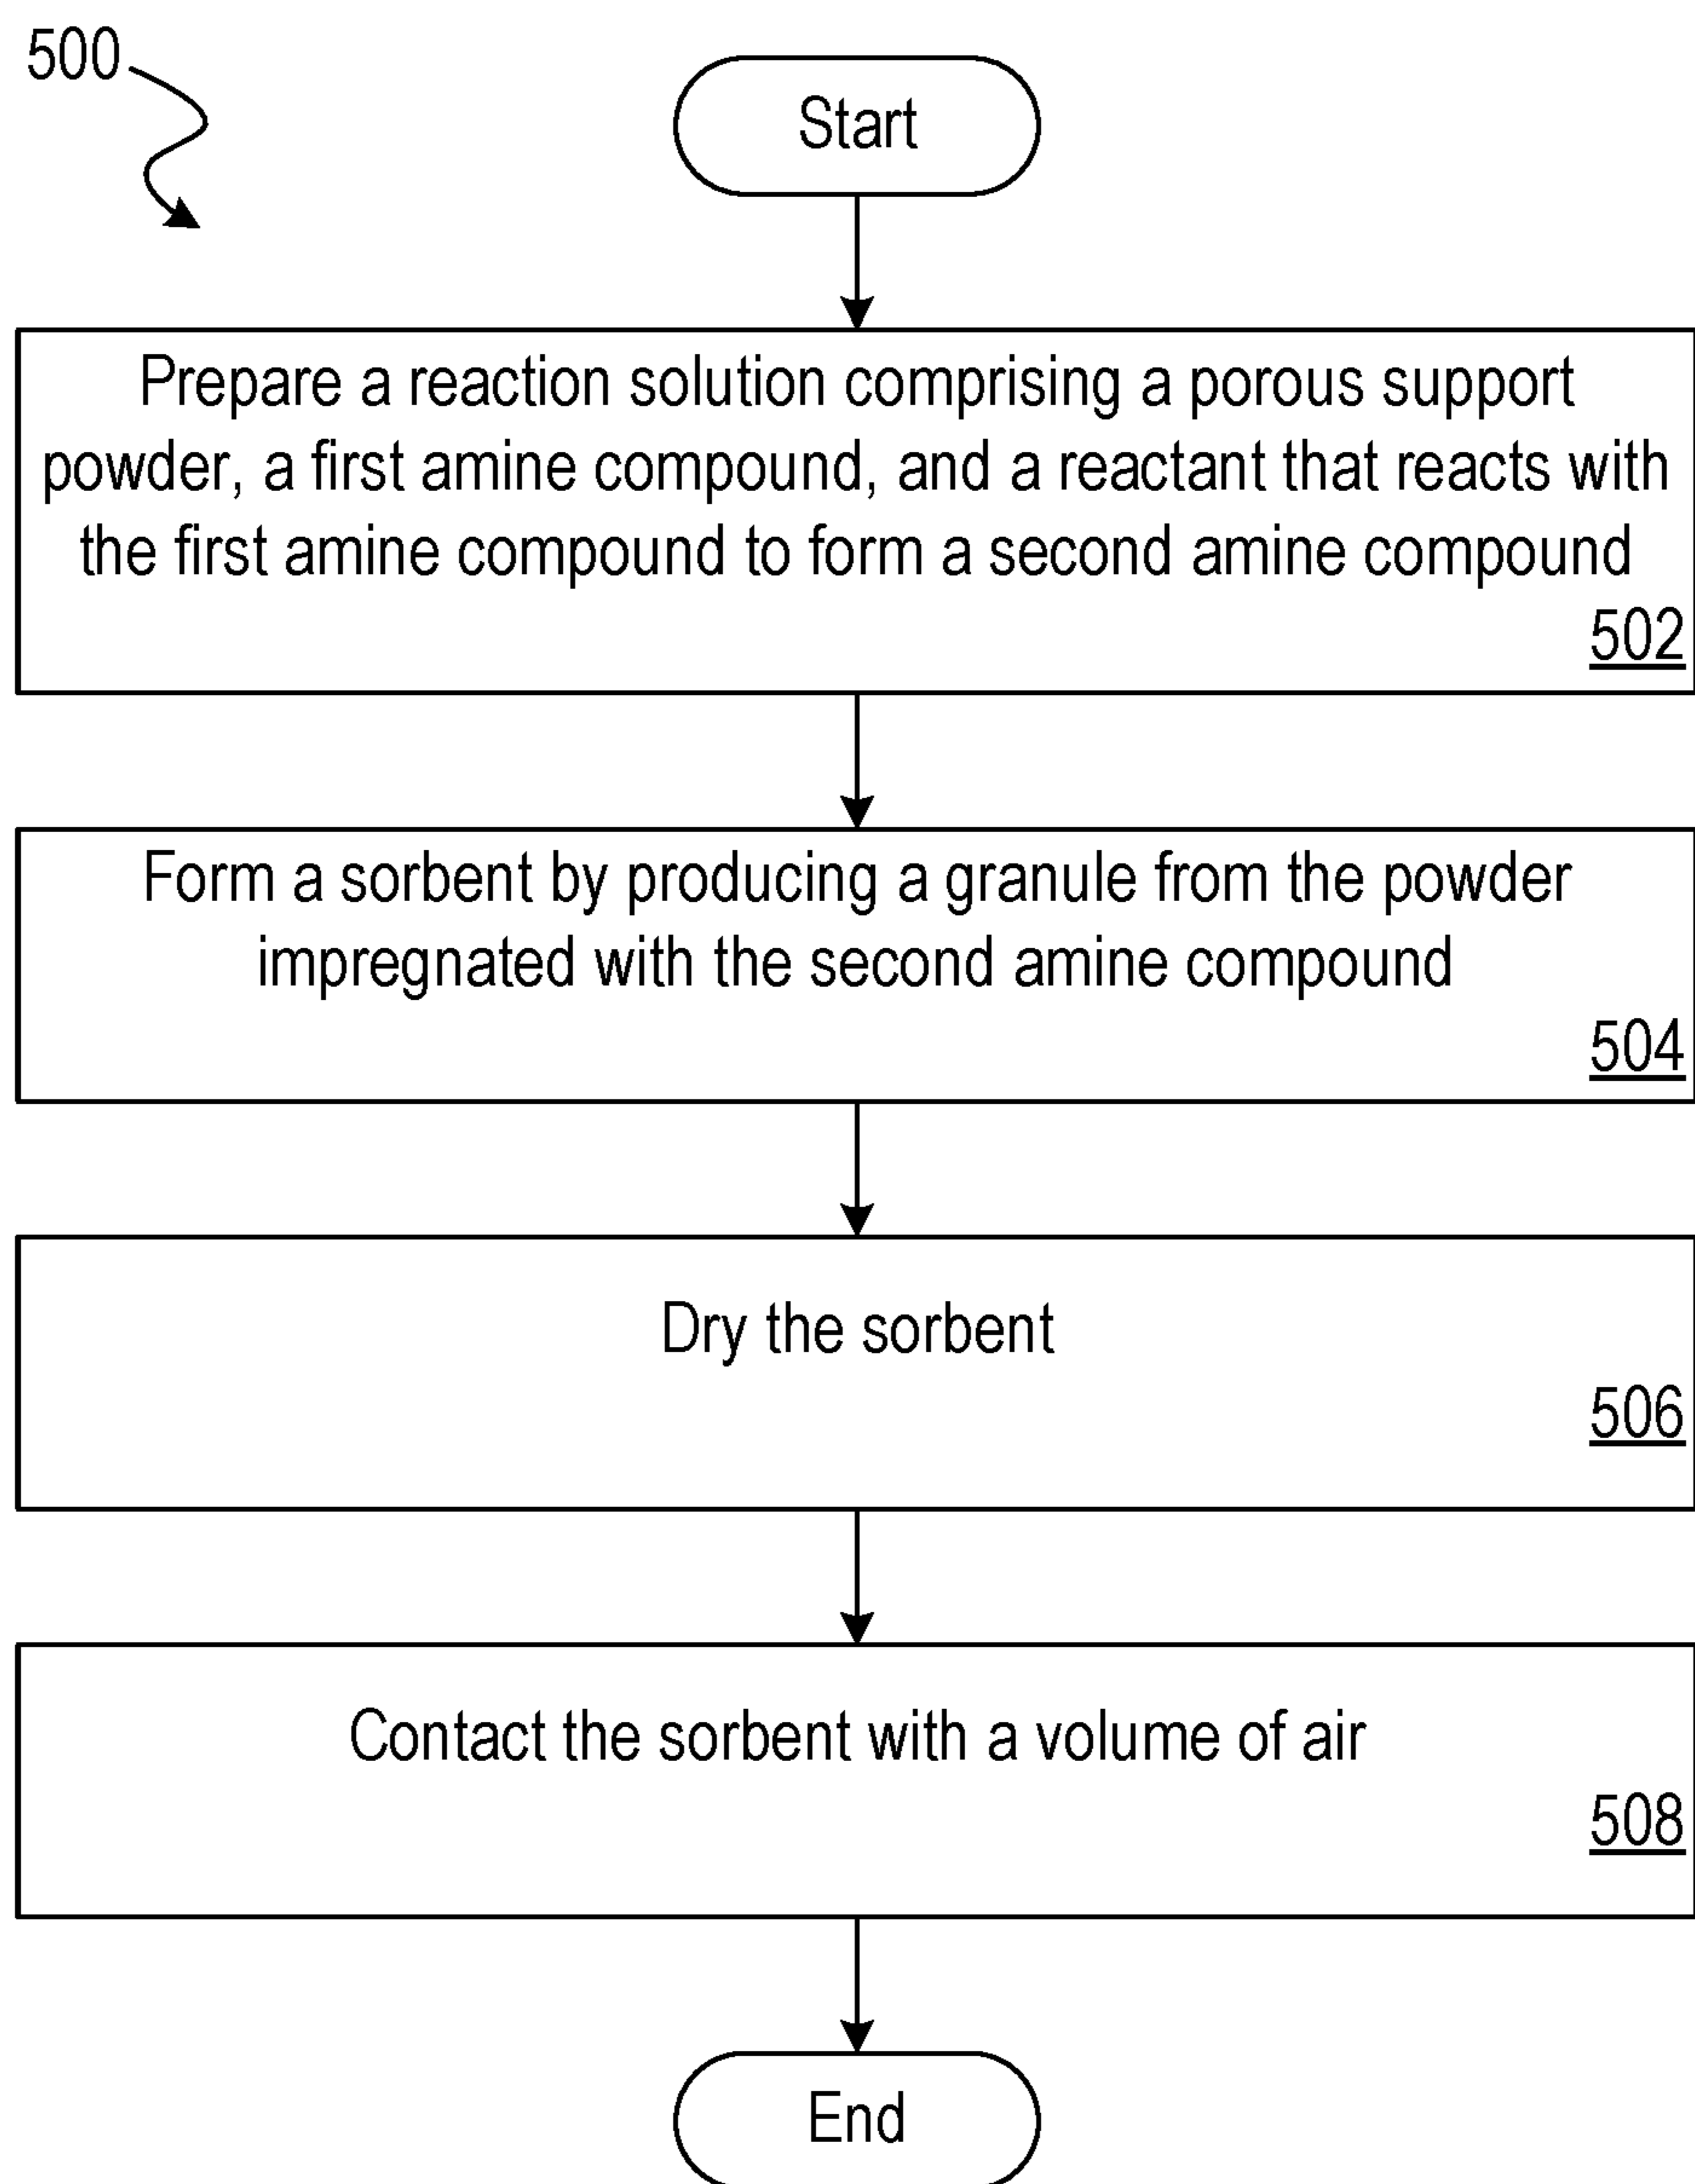 500
Start
Prepare a reaction solution comprising a porous support
powder, a first amine compound, and a reactant that reacts with
the first amine compound to form a second amine compound
502
Form a sorbent by producing a granule from the powder
impregnated with the second amine compound
504
Dry the sorbent
506
Contact the sorbent with a volume of air
508
End